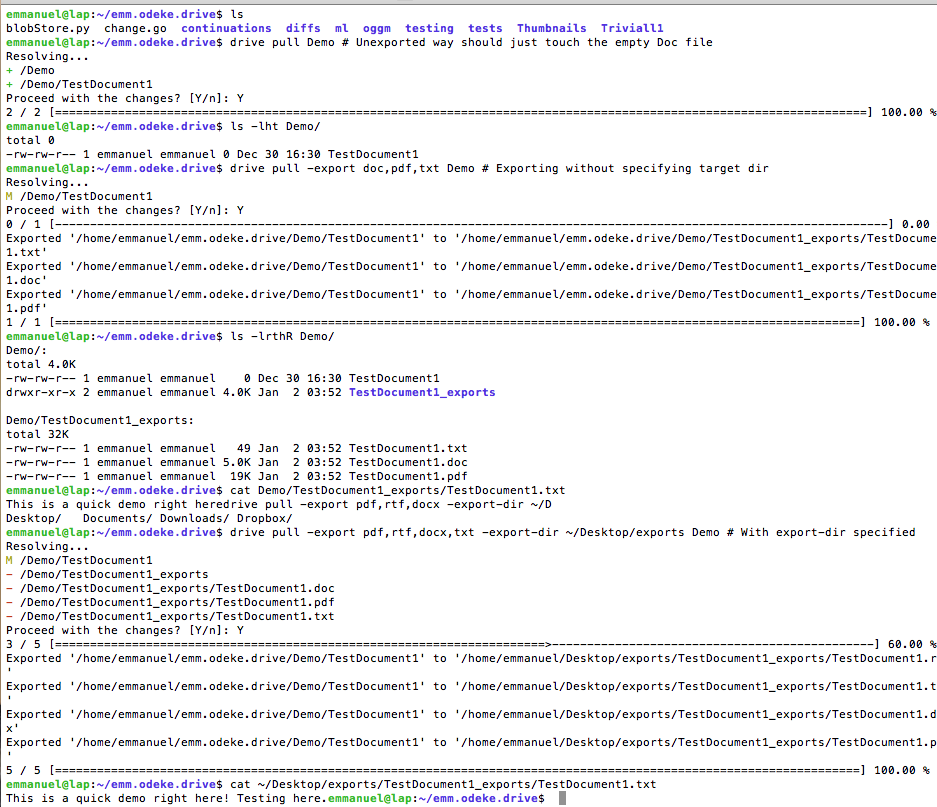 emmanuel@lap:~/emm.odeke.drive$ ls
blobStore.py  change.go  continuations  diffs  ml  oggm  testing  tests  Thumbnails  Triviall1
emmanuel@lap:~/emm.odeke.drive$ drive pull Demo # Unexported way should just touch the empty Doc file
Resolving...
+ /Demo
+ /Demo/TestDocument1
Proceed with the changes? [Y/n]: Y
2 / 2 [====================================================================================================================] 100.00 %
emmanuel@lap:~/emm.odeke.drive$ ls -lht Demo/
total 0
-rw-rw-r-- 1 emmanuel emmanuel 0 Dec 30 16:30 TestDocument1
emmanuel@lap:~/emm.odeke.drive$ drive pull -export doc,pdf,txt Demo # Exporting without specifying target dir
Resolving...
M /Demo/TestDocument1
Proceed with the changes? [Y/n]: Y
0 / 1 [-----------------------------------------------------------------------------------------------------------------------] 0.00
Exported '/home/emmanuel/emm.odeke.drive/Demo/TestDocument1' to '/home/emmanuel/emm.odeke.drive/Demo/TestDocument1_exports/TestDocume
1.txt'
Exported '/home/emmanuel/emm.odeke.drive/Demo/TestDocument1' to '/home/emmanuel/emm.odeke.drive/Demo/TestDocument1_exports/TestDocume
1.doc'
Exported '/home/emmanuel/emm.odeke.drive/Demo/TestDocument1' to '/home/emmanuel/emm.odeke.drive/Demo/TestDocument1_exports/TestDocume
1.pdf'
1 / 1 [===================================================================================================================] 100.00 %
emmanuel@lap:~/emm.odeke.drive$ ls -lrthR Demo/
Demo/:
total 4.0K
-rw-rw-r-- 1 emmanuel emmanuel    0 Dec 30 16:30 TestDocument1
drwxr-xr-x 2 emmanuel emmanuel 4.0K Jan  2 03:52 TestDocument1_exports

Demo/TestDocument1_exports:
total 32K
-rw-rw-r-- 1 emmanuel emmanuel   49 Jan  2 03:52 TestDocument1.txt
-rw-rw-r-- 1 emmanuel emmanuel 5.0K Jan  2 03:52 TestDocument1.doc
-rw-rw-r-- 1 emmanuel emmanuel  19K Jan  2 03:52 TestDocument1.pdf
emmanuel@lap:~/emm.odeke.drive$ cat Demo/TestDocument1_exports/TestDocument1.txt
This is a quick demo right heredrive pull -export pdf,rtf,docx -export-dir ~/D
Desktop/   Documents/ Downloads/ Dropbox/
emmanuel@lap:~/emm.odeke.drive$ drive pull -export pdf,rtf,docx,txt -export-dir ~/Desktop/exports Demo # With export-dir specified
Resolving...
M /Demo/TestDocument1
- /Demo/TestDocument1_exports
- /Demo/TestDocument1_exports/TestDocument1.doc
- /Demo/TestDocument1_exports/TestDocument1.pdf
- /Demo/TestDocument1_exports/TestDocument1.txt
Proceed with the changes? [Y/n]: Y
3 / 5 [======================================================================>----------------------------------------------] 60.00 %
Exported '/home/emmanuel/emm.odeke.drive/Demo/TestDocument1' to '/home/emmanuel/Desktop/exports/TestDocument1_exports/TestDocument1.r
'
Exported '/home/emmanuel/emm.odeke.drive/Demo/TestDocument1' to '/home/emmanuel/Desktop/exports/TestDocument1_exports/TestDocument1.t
'
Exported '/home/emmanuel/emm.odeke.drive/Demo/TestDocument1' to '/home/emmanuel/Desktop/exports/TestDocument1_exports/TestDocument1.d
x'
Exported '/home/emmanuel/emm.odeke.drive/Demo/TestDocument1' to '/home/emmanuel/Desktop/exports/TestDocument1_exports/TestDocument1.p
'
5 / 5 [===================================================================================================================] 100.00 %
emmanuel@lap:~/emm.odeke.drive$ cat ~/Desktop/exports/TestDocument1_exports/TestDocument1.txt
This is a quick demo right here! Testing here.emmanuel@lap:~/emm.odeke.drive$